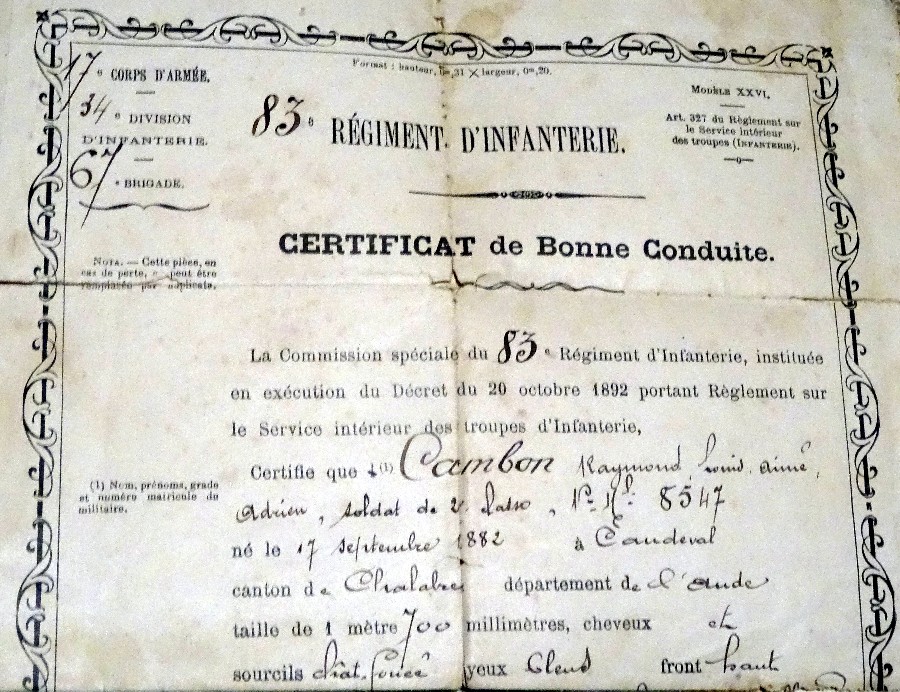 17e CORPS D'ARMÉE.
34e DIVISION
D'INFANTERIE.
67e BRIGADE.
Format : hauteur, 0m,31 × largeur, 0m,20.
83e RÉGIMENT D'INFANTERIE.
MODÈLE XXVI.
Art. 327 du Règlement sur
le Service intérieur
des troupes (INFANTERIE).
CERTIFICAT de Bonne Conduite.
NOTA. — Cette pièce, en
cas de perte, peut être
remplacée par duplicata.
La Commission spéciale du 83e Régiment d'Infanterie, instituée
en exécution du Décret du 20 octobre 1892 portant Règlement sur
le Service intérieur des troupes d'Infanterie,
Certifie que (1) Cambon Raymond Louis, aimé,
Adrien, soldat de 2e classe, No Ml: 8547
(1) Nom, prénoms, grade
et numéro matricule du
militaire.
né le 17 septembre 1882 à Caudeval
canton de Chalabre département de l'aude
taille de 1 mètre 700 millimètres, cheveux et
sourcils chât. foncé yeux bleus front haut